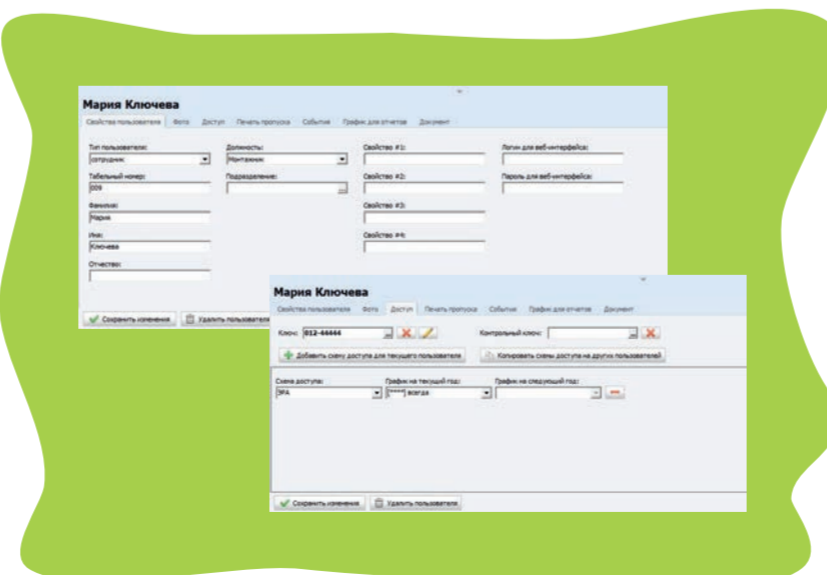 Мария Ключева
Свойства пользователя Фото Доступ Печать пропуска События График для отчетов Документ
Тип пользователя: Должность: Свойство #1: Логин для веб-интерфейса:
сотрудник Монтажник
Табельный номер: Подразделение: Свойство #2: Пароль для веб-интерфейса:
009 ...
Фамилия: Свойство #3:
Мария
Имя: Свойство #4:
Ключева
Отчество:
Сохранить изменения Удалить пользователя
Мария Ключева
Свойства пользователя Фото Доступ Печать пропуска События График для отчетов Документ
Ключ: 012-44444 ... Контрольный ключ: ...
Добавить схему доступа для текущего пользователя Копировать схемы доступа на других пользователей
Схема доступа: График на текущий год: График на следующий год:
ЭРА [****] всегда
Сохранить изменения Удалить пользователя